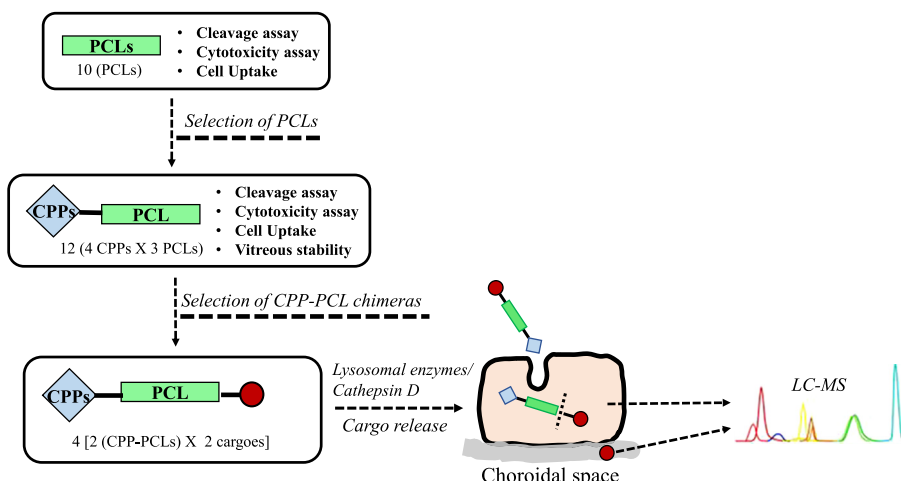 PCLs
10 (PCLs)
• Cleavage assay
• Cytotoxicity assay
• Cell Uptake
Selection of PCLs
CPPs
PCL
12 (4 CPPs X 3 PCLs)
• Cleavage assay
• Cytotoxicity assay
• Cell Uptake
• Vitreous stability
Selection of CPP-PCL chimeras
CPPs
PCL
4 [2 (CPP-PCLs) X 2 cargoes]
Lysosomal enzymes/
Cathepsin D
Cargo release
Choroidal space
LC-MS